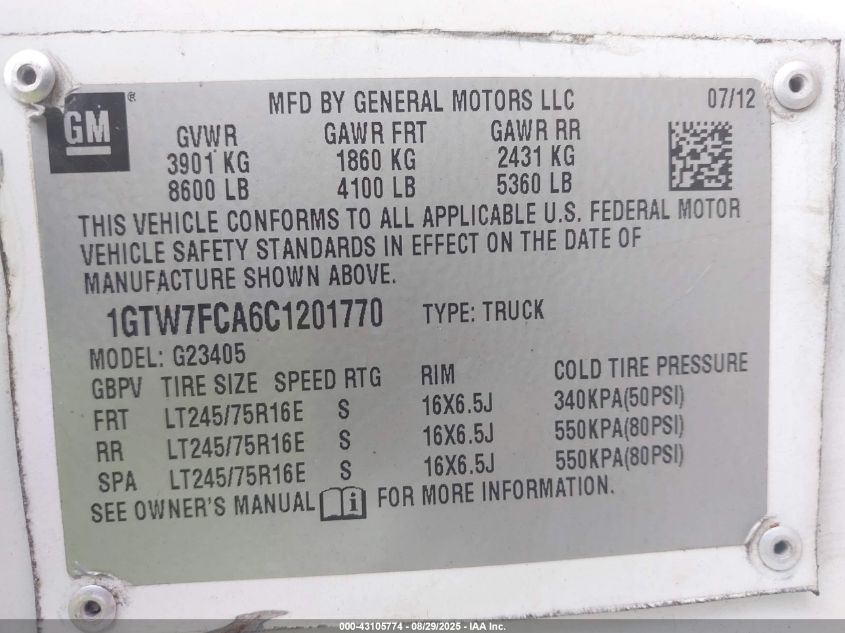 MFD BY GENERAL MOTORS LLC 07/12
GM ®
GVWR GAWR FRT GAWR RR
3901 KG 1860 KG 2431 KG
8600 LB 4100 LB 5360 LB
THIS VEHICLE CONFORMS TO ALL APPLICABLE U.S. FEDERAL MOTOR
VEHICLE SAFETY STANDARDS IN EFFECT ON THE DATE OF
MANUFACTURE SHOWN ABOVE.
1GTW7FCA6C1201770 TYPE: TRUCK
MODEL: G23405
GBPV TIRE SIZE SPEED RTG RIM COLD TIRE PRESSURE
FRT LT245/75R16E S 16X6.5J 340KPA(50PSI)
RR LT245/75R16E S 16X6.5J 550KPA(80PSI)
SPA LT245/75R16E S 16X6.5J 550KPA(80PSI)
SEE OWNER'S MANUAL i FOR MORE INFORMATION.
000-43105774 - 08/29/2025 - IAA Inc.